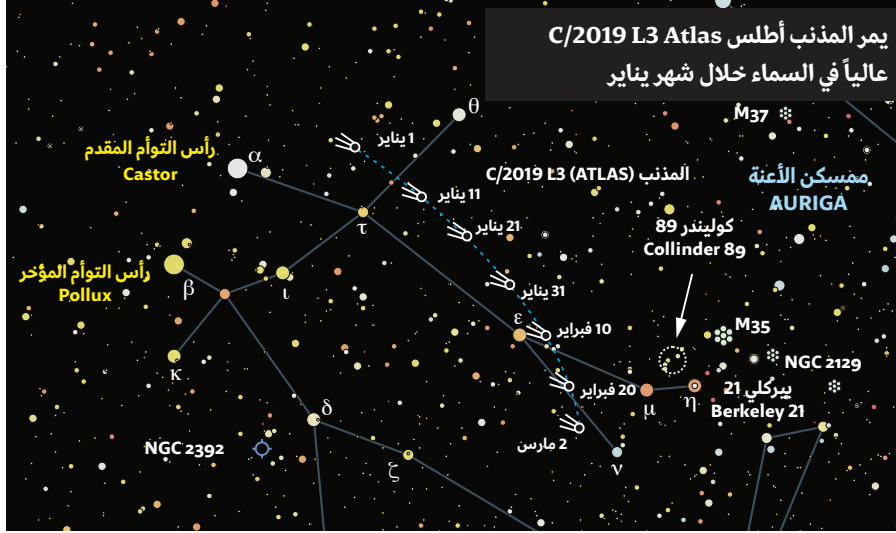 يمر المذنب أطلس C/2019 L3 Atlas
عالياً في السماء خلال شهر يناير
M37
θ
1 يناير
رأس التوأم المقدم
Castor
α
المذنب C/2019 L3 (ATLAS)
ممسكن الأعنة
AURIGA
11 يناير
τ
21 يناير
كوليندر 89
Collinder 89
رأس التوأم المؤخر
Pollux
β
ι
31 يناير
ε
10 فبراير
M35
NGC 2129
κ
20 فبراير
μ
η
بيركلي 21
Berkeley 21
δ
2 مارس
ν
NGC 2392
ζ